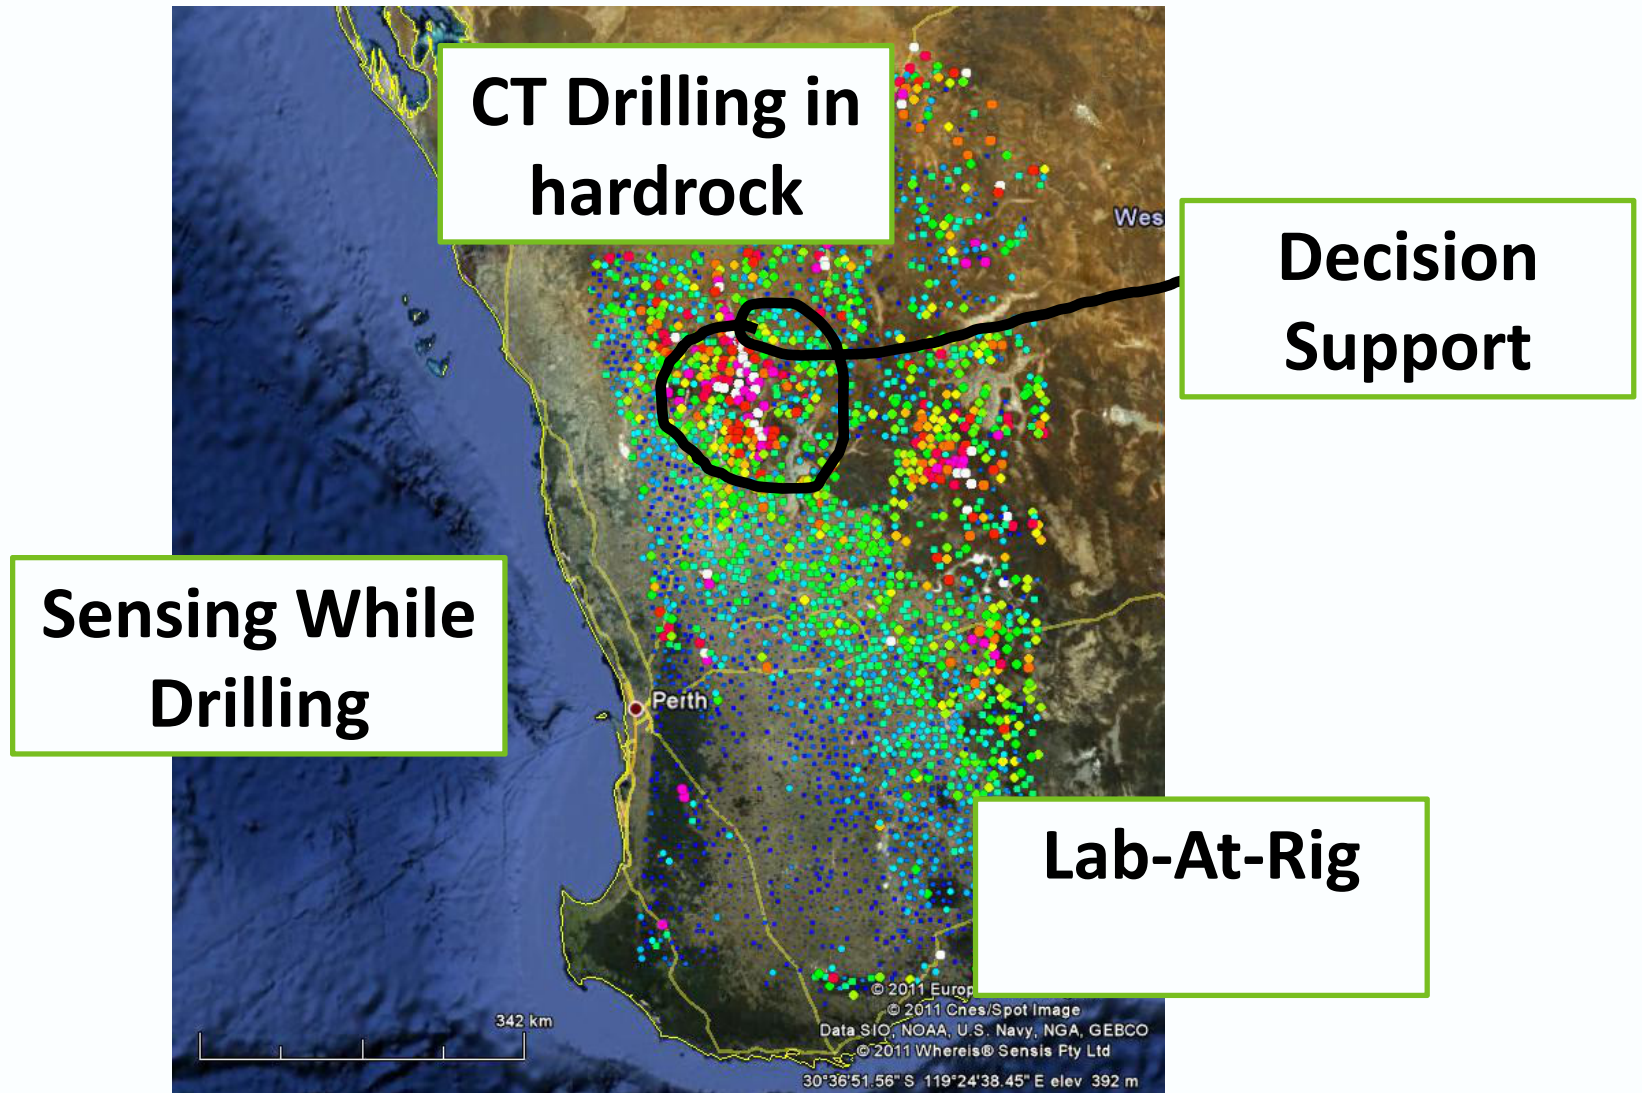 CT Drilling in
hardrock
Wes
Decision
Support
Sensing While
Drilling
Perth
Lab-At-Rig
342 km
© 2011 Europ
© 2011 Cnes/Spot Image
Data SIO, NOAA, U.S. Navy, NGA, GEBCO
© 2011 Whereis® Sensis Pty Ltd
30°36'51.56" S 119°24'38.45" E elev 392 m